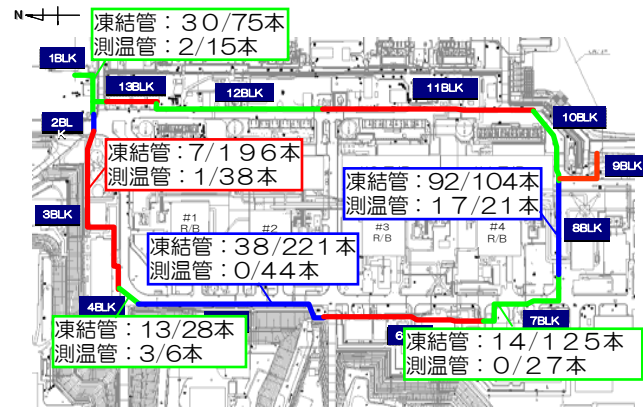 N
凍結管：30/75本
測温管：2/15本
1BLK
13BLK
12BLK
11BLK
10BLK
2BL
K
9BLK
凍結管：7/196本
測温管：1/38本
凍結管：92/104本
測温管：17/21本
3BLK
8BLK
#1
R/B
#2
#3
R/B
#4
R/B
凍結管：38/221本
測温管：0/44本
4BLK
7BLK
凍結管：13/28本
測温管：3/6本
凍結管：14/125本
測温管：0/27本